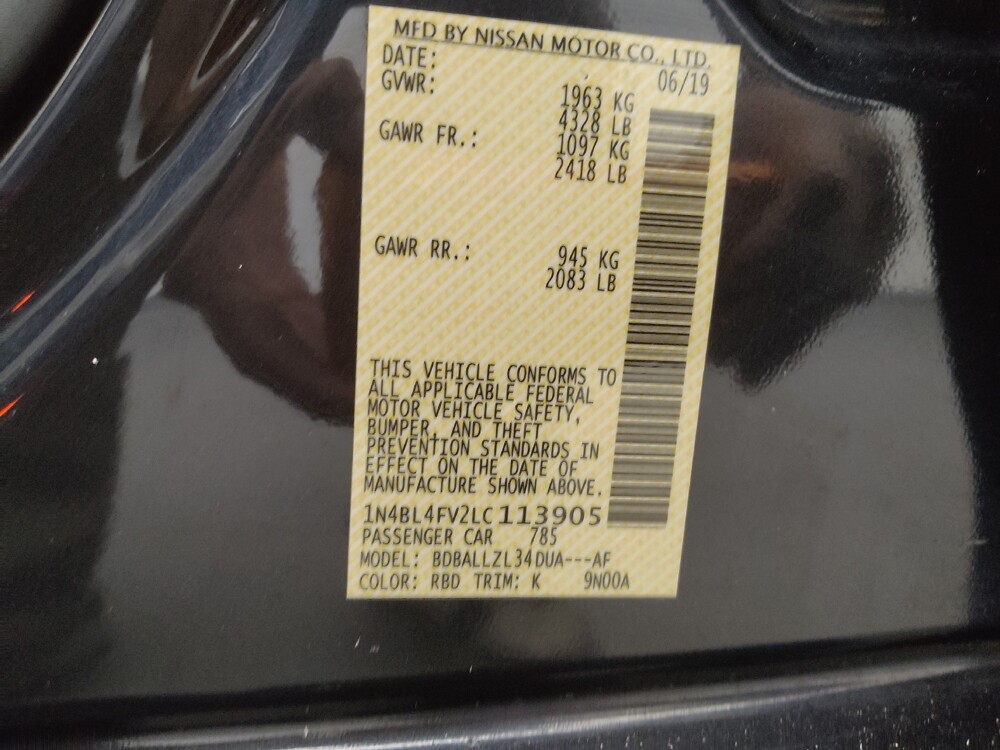 MFD BY NISSAN MOTOR CO., LTD.
DATE: 06/19
GVWR: 1963 KG
4328 LB
GAWR FR.: 1097 KG
2418 LB
GAWR RR.: 945 KG
2083 LB
THIS VEHICLE CONFORMS TO
ALL APPLICABLE FEDERAL
MOTOR VEHICLE SAFETY,
BUMPER, AND THEFT
PREVENTION STANDARDS IN
EFFECT ON THE DATE OF
MANUFACTURE SHOWN ABOVE.
1N4BL4FV2LC113905
PASSENGER CAR 785
MODEL: BDBALLZL34DUA---AF
COLOR: RBD TRIM: K 9N00A